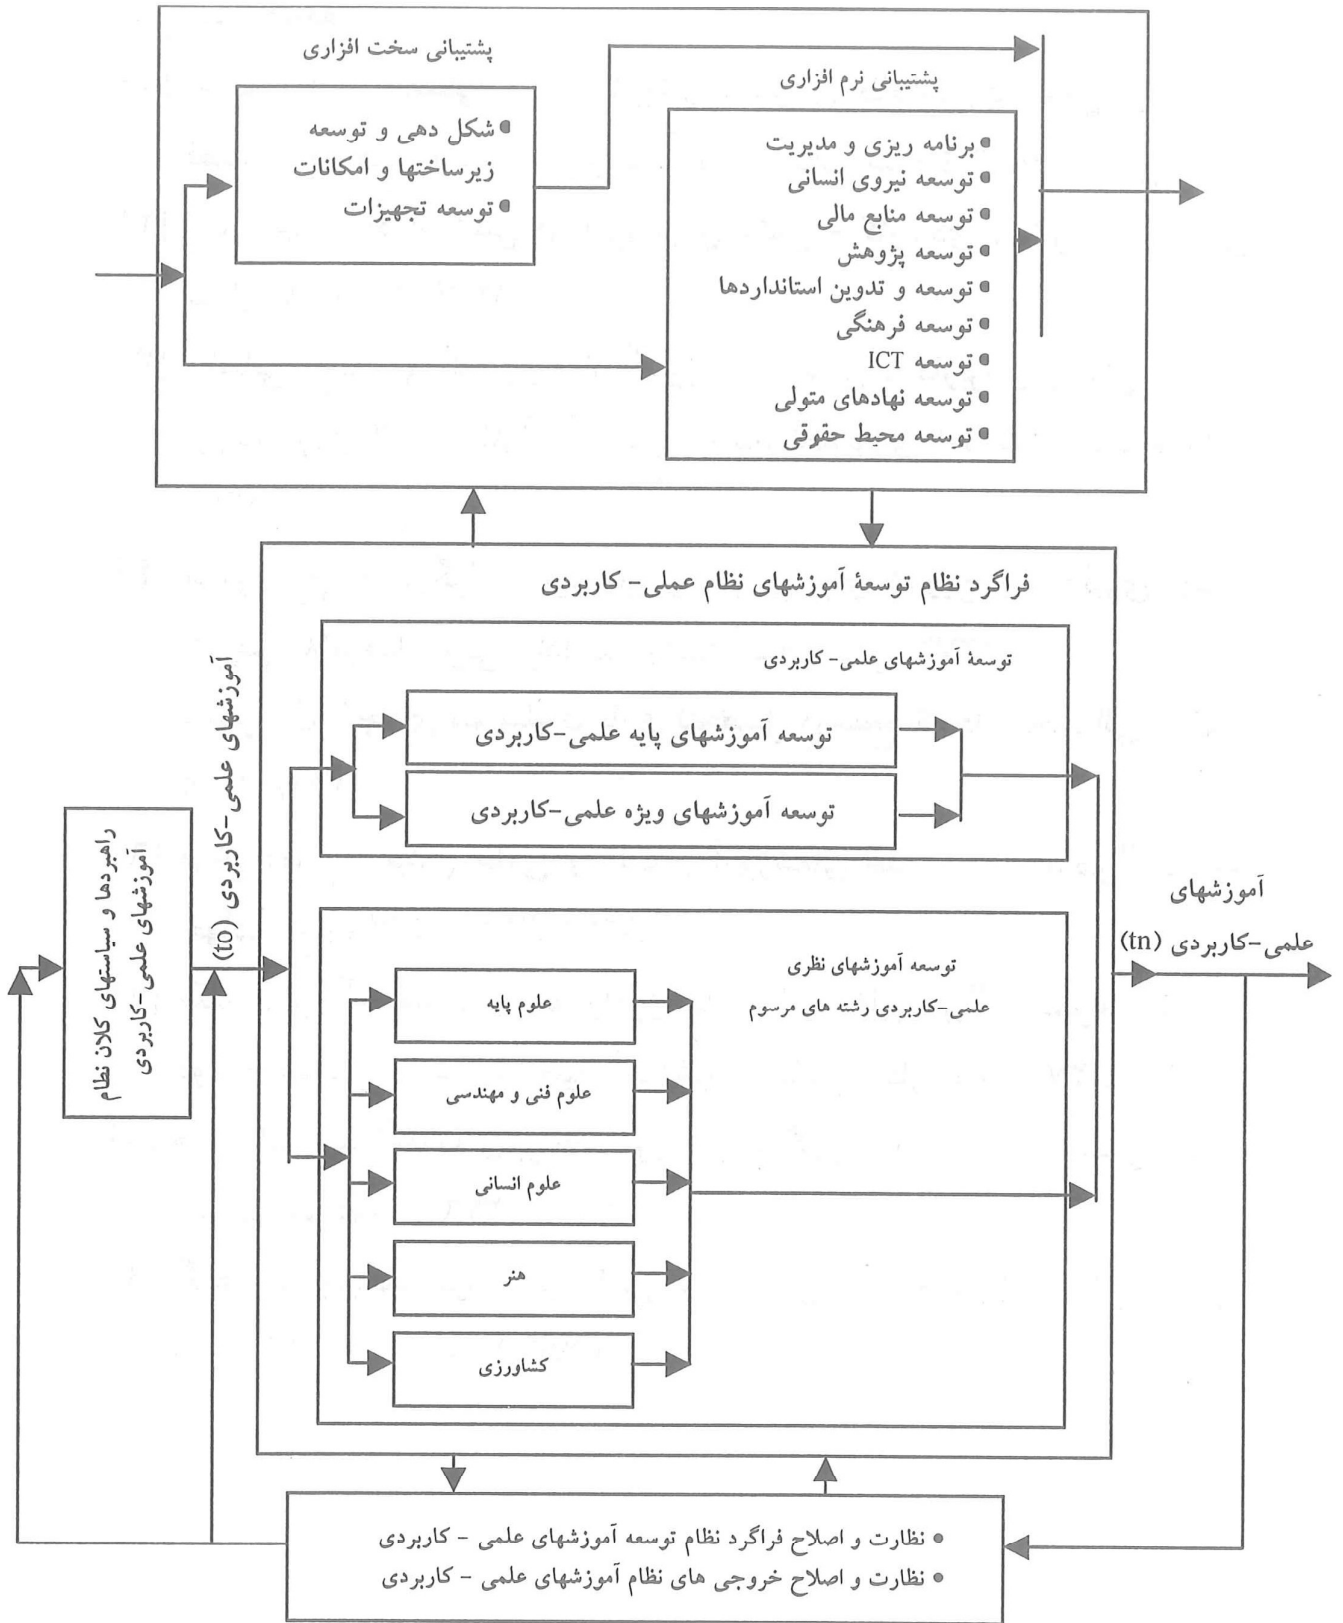 پشتیبانی سخت افزاری
شکل دهی و توسعه
زیرساختها و امکانات
توسعه تجهیزات
پشتیبانی نرم افزاری
برنامه ریزی و مدیریت
توسعه نیروی انسانی
توسعه منابع مالی
توسعه پژوهش
توسعه و تدوین استانداردها
توسعه فرهنگی
توسعه ICT
توسعه نهادهای متولی
توسعه محیط حقوقی
فراگرد نظام توسعهٔ آموزشهای نظام عملی- کاربردی
توسعهٔ آموزشهای علمی- کاربردی
توسعه آموزشهای پایه علمی-کاربردی
توسعه آموزشهای ویژه علمی-کاربردی
توسعه آموزشهای نظری
علمی-کاربردی رشته های مرسوم
علوم پایه
علوم فنی و مهندسی
علوم انسانی
هنر
کشاورزی
آموزشهای علمی-کاربردی (to)
راهبردها و سیاستهای کلان نظام
آموزشهای علمی-کاربردی
آموزشهای
علمی-کاربردی (tn)
نظارت و اصلاح فراگرد نظام توسعه آموزشهای علمی - کاربردی
نظارت و اصلاح خروجی های نظام آموزشهای علمی - کاربردی